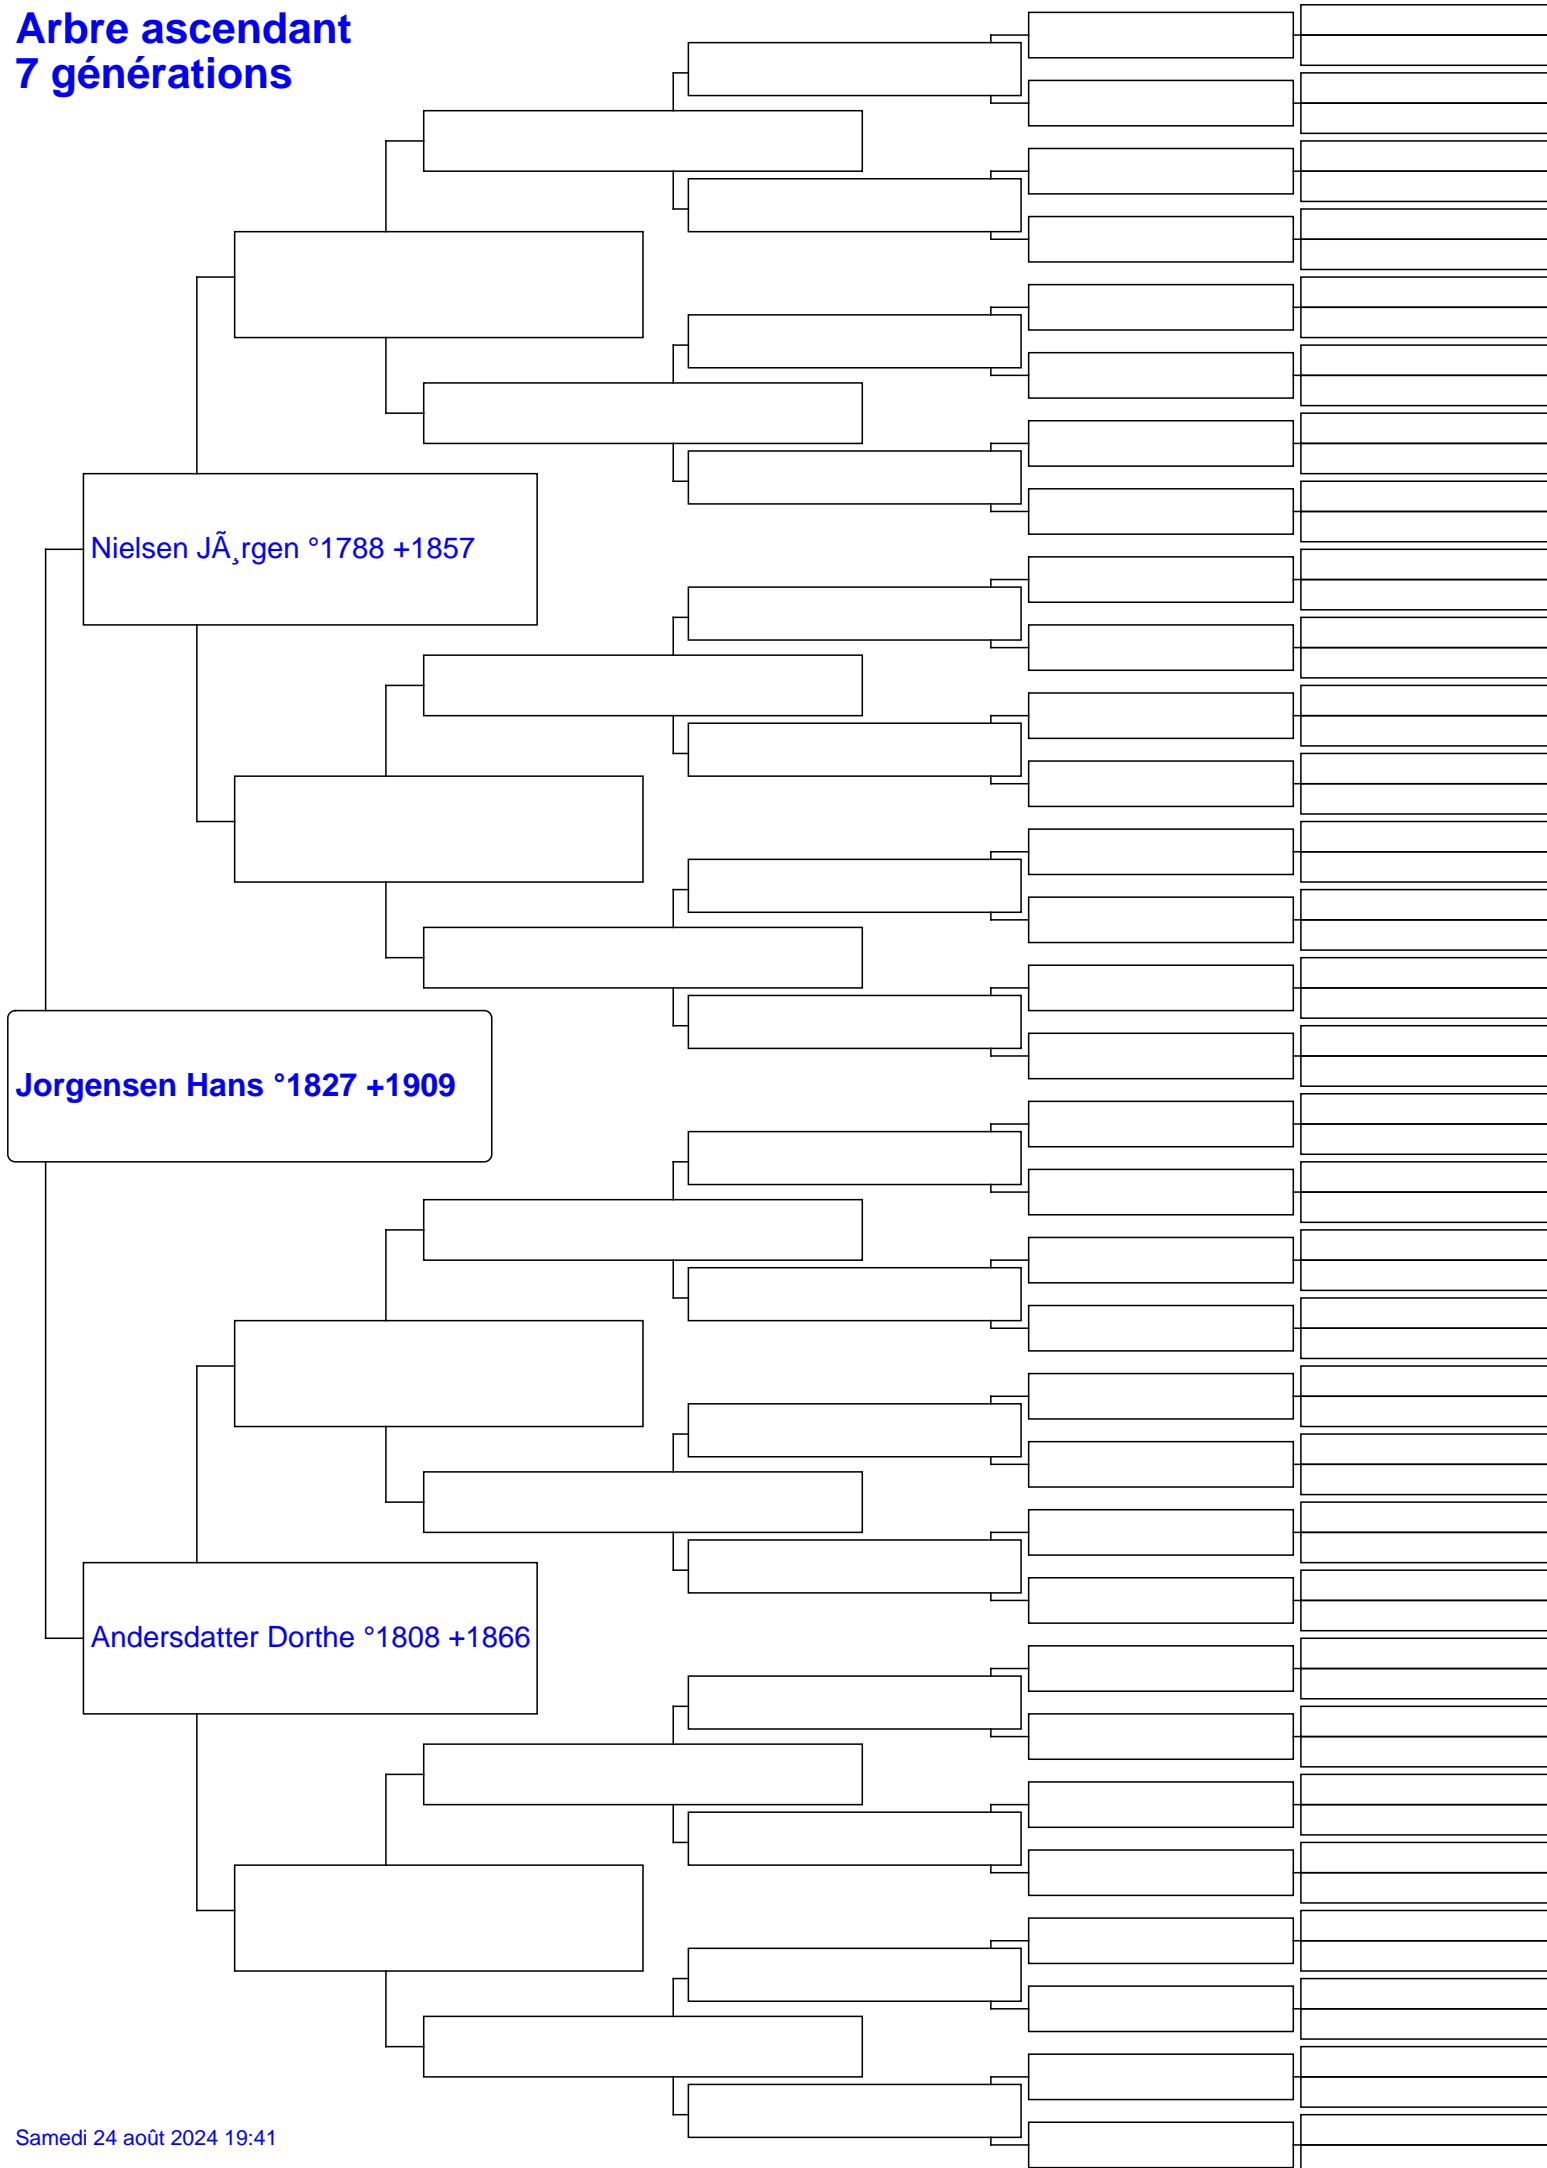 Arbre ascendant
7 générations
Nielsen JÃ¸rgen °1788 +1857
Jorgensen Hans °1827 +1909
Andersdatter Dorthe °1808 +1866
Samedi 24 août 2024 19:41